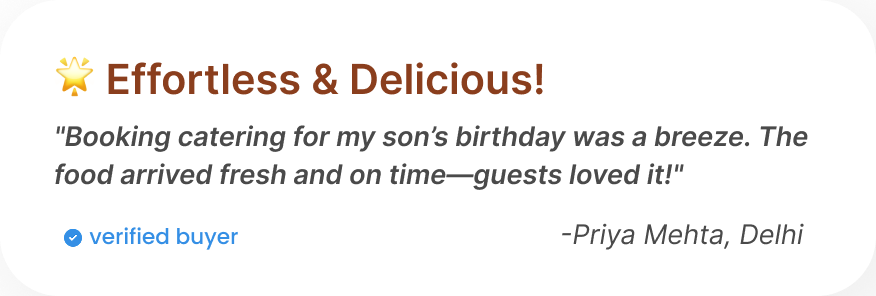 🌟 Effortless & Delicious!
"Booking catering for my son’s birthday was a breeze. The
food arrived fresh and on time—guests loved it!"
verified buyer
-Priya Mehta, Delhi